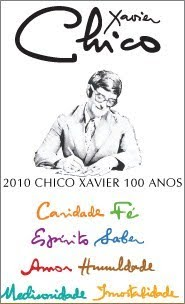 Xavier
Chico
2010 CHICO XAVIER 100 ANOS
Caridade Fé
Espírito Saber
Amor Humildade
Mediunidade Imortalidade